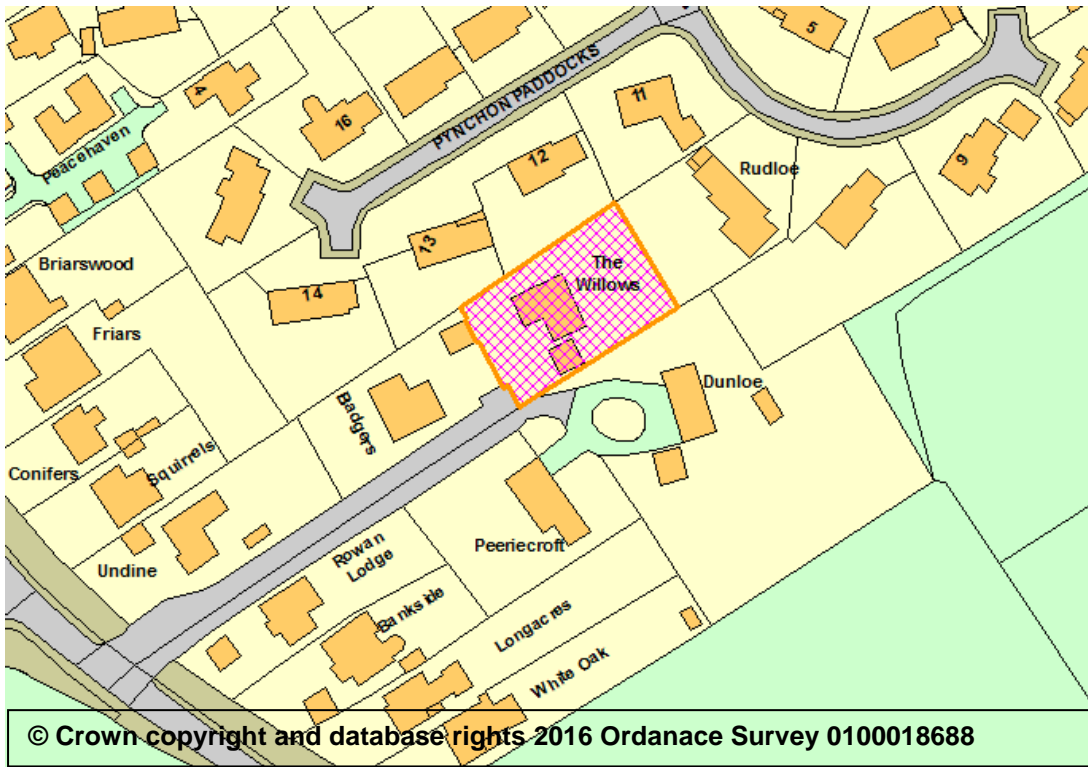 5
4
16
PYNCHON PADDOCKS
11
Peacehaven
12
Rudloe
9
Briarswood
13
The
Willows
14
Friars
Dunloe
Badgers
Conifers
Squirrels
Peeriecroft
Undine
Rowan
Lodge
Bankside
Longacres
White Oak
© Crown copyright and database rights 2016 Ordanace Survey 0100018688